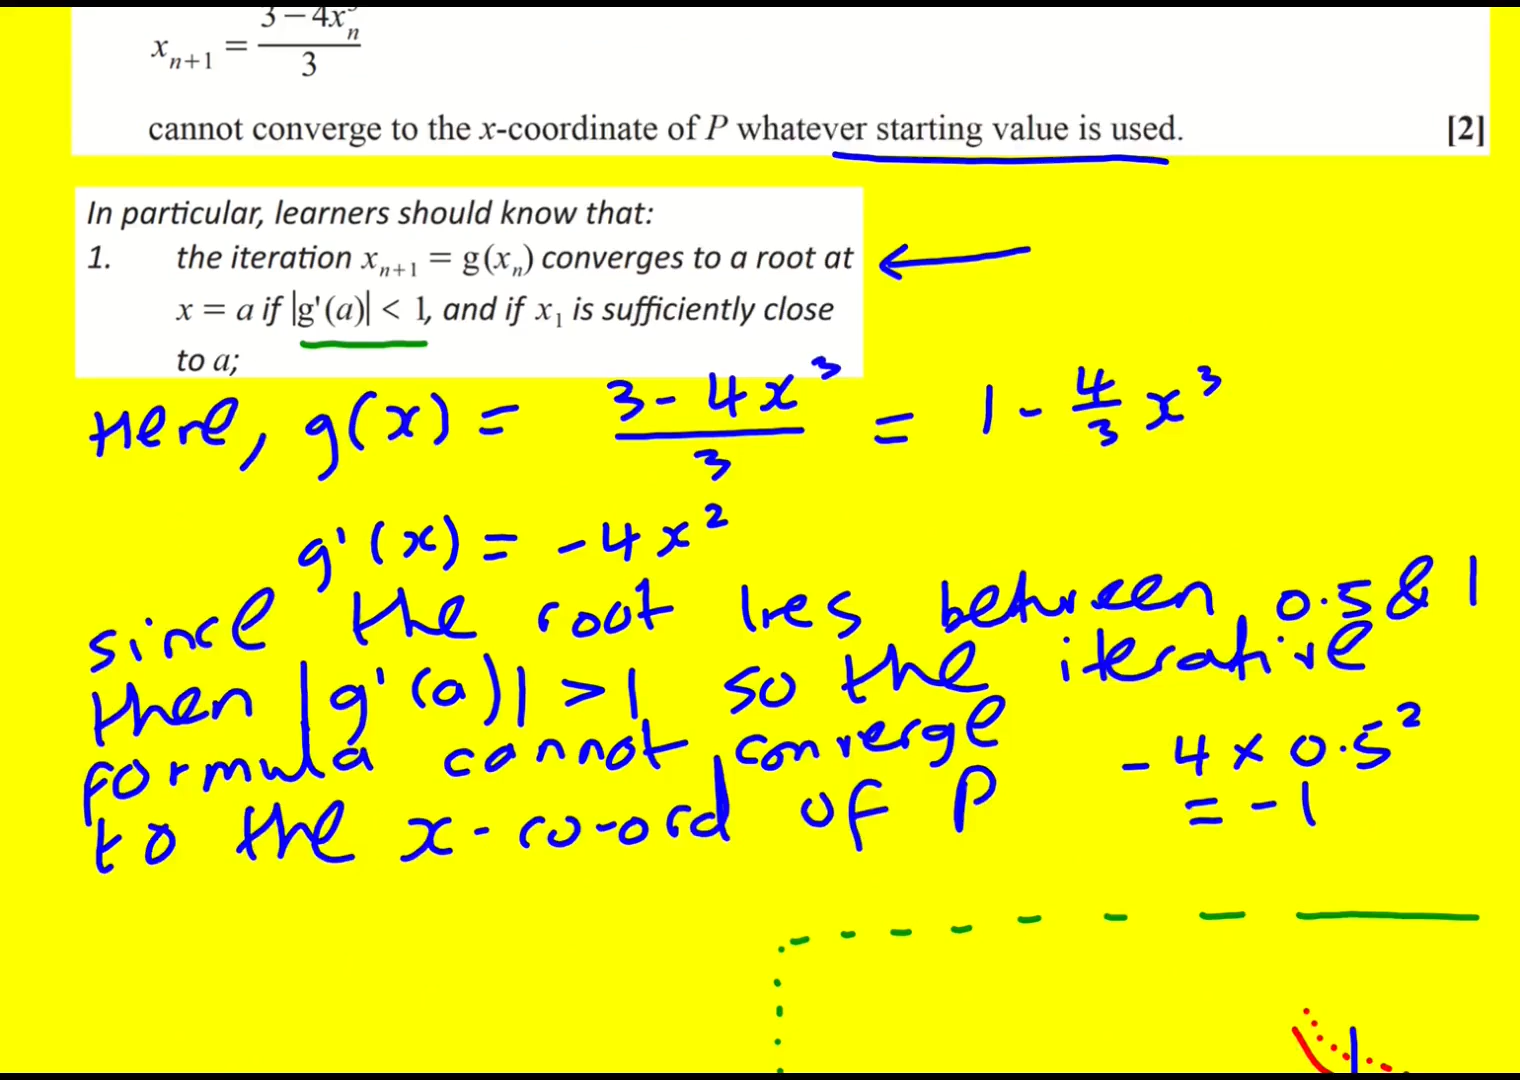 x_{n+1} = \frac{3 - 4x_n^3}{3}
cannot converge to the x-coordinate of P whatever starting value is used. [2]
In particular, learners should know that:
1. the iteration x_{n+1} = g(x_n) converges to a root at
x = a if |g'(a)| < 1, and if x_1 is sufficiently close
to a;
Here, g(x) = \frac{3 - 4x^3}{3} = 1 - \frac{4}{3}x^3
g'(x) = -4x^2
since the root lies between 0.5 & 1
then |g'(a)| > 1 so the iterative
formula cannot converge
to the x-co-ord of P
-4 × 0.5^2
= -1